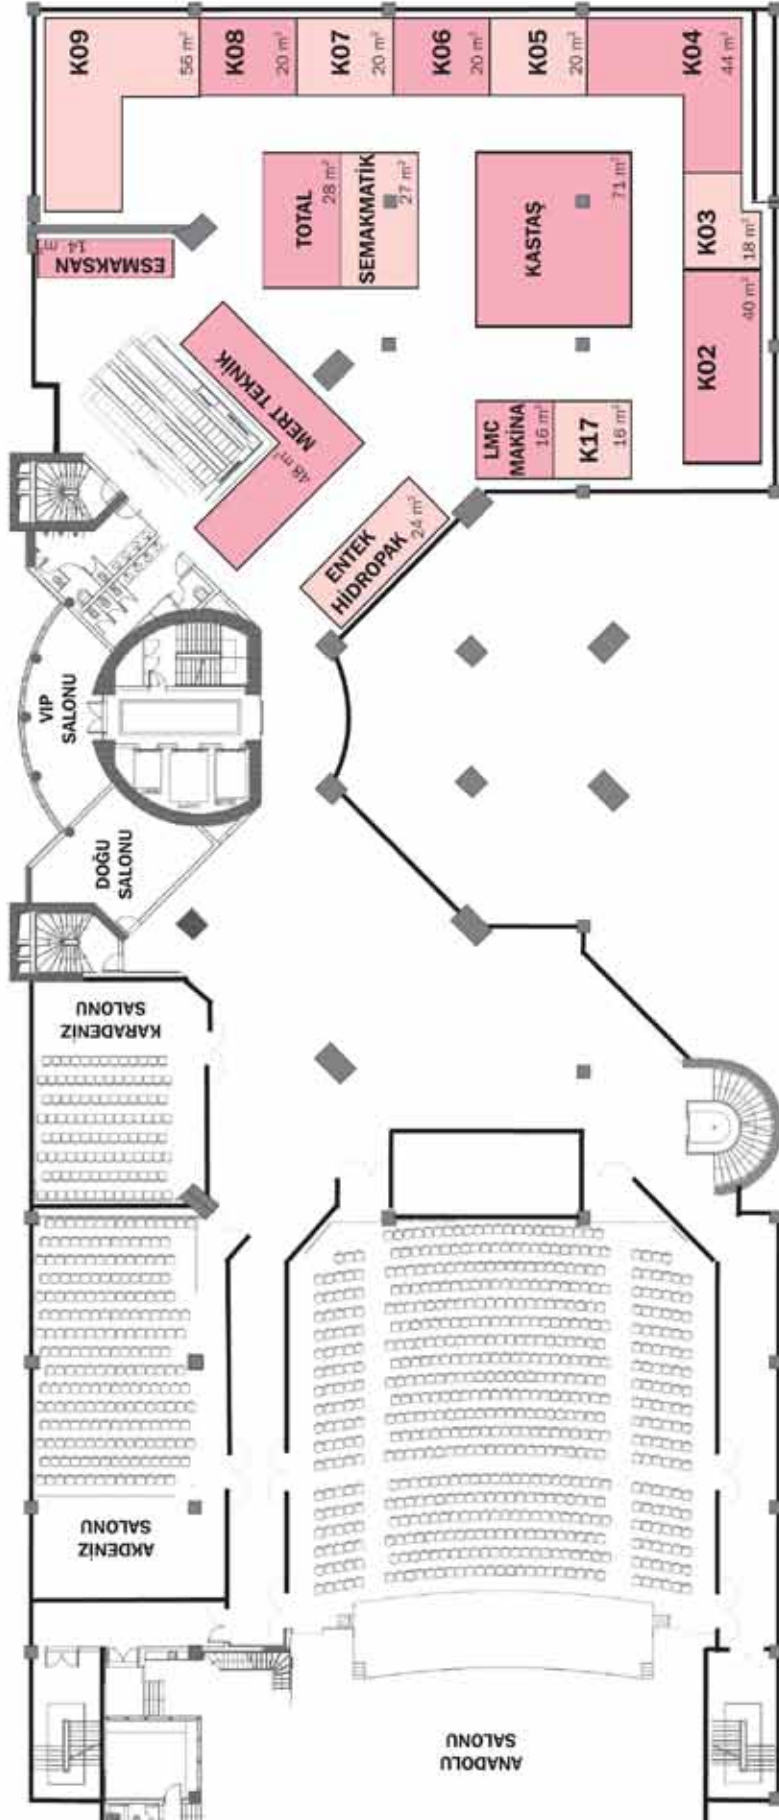 K09
56 m²
K08
20 m²
K07
20 m²
K06
20 m²
K05
20 m²
K04
44 m²
ESMAKSAN
14 m²
TOTAL
28 m²
SEMAKMATİK
27 m²
KASTAŞ
71 m²
K03
18 m²
K02
40 m²
MERT TEKNİK
48 m²
LMC
MAKİNA
16 m²
K17
16 m²
ENTEK
HİDROPAK
24 m²
VIP
SALONU
DOĞU
SALONU
KARADENİZ
SALONU
AKDENİZ
SALONU
ANADOLU
SALONU